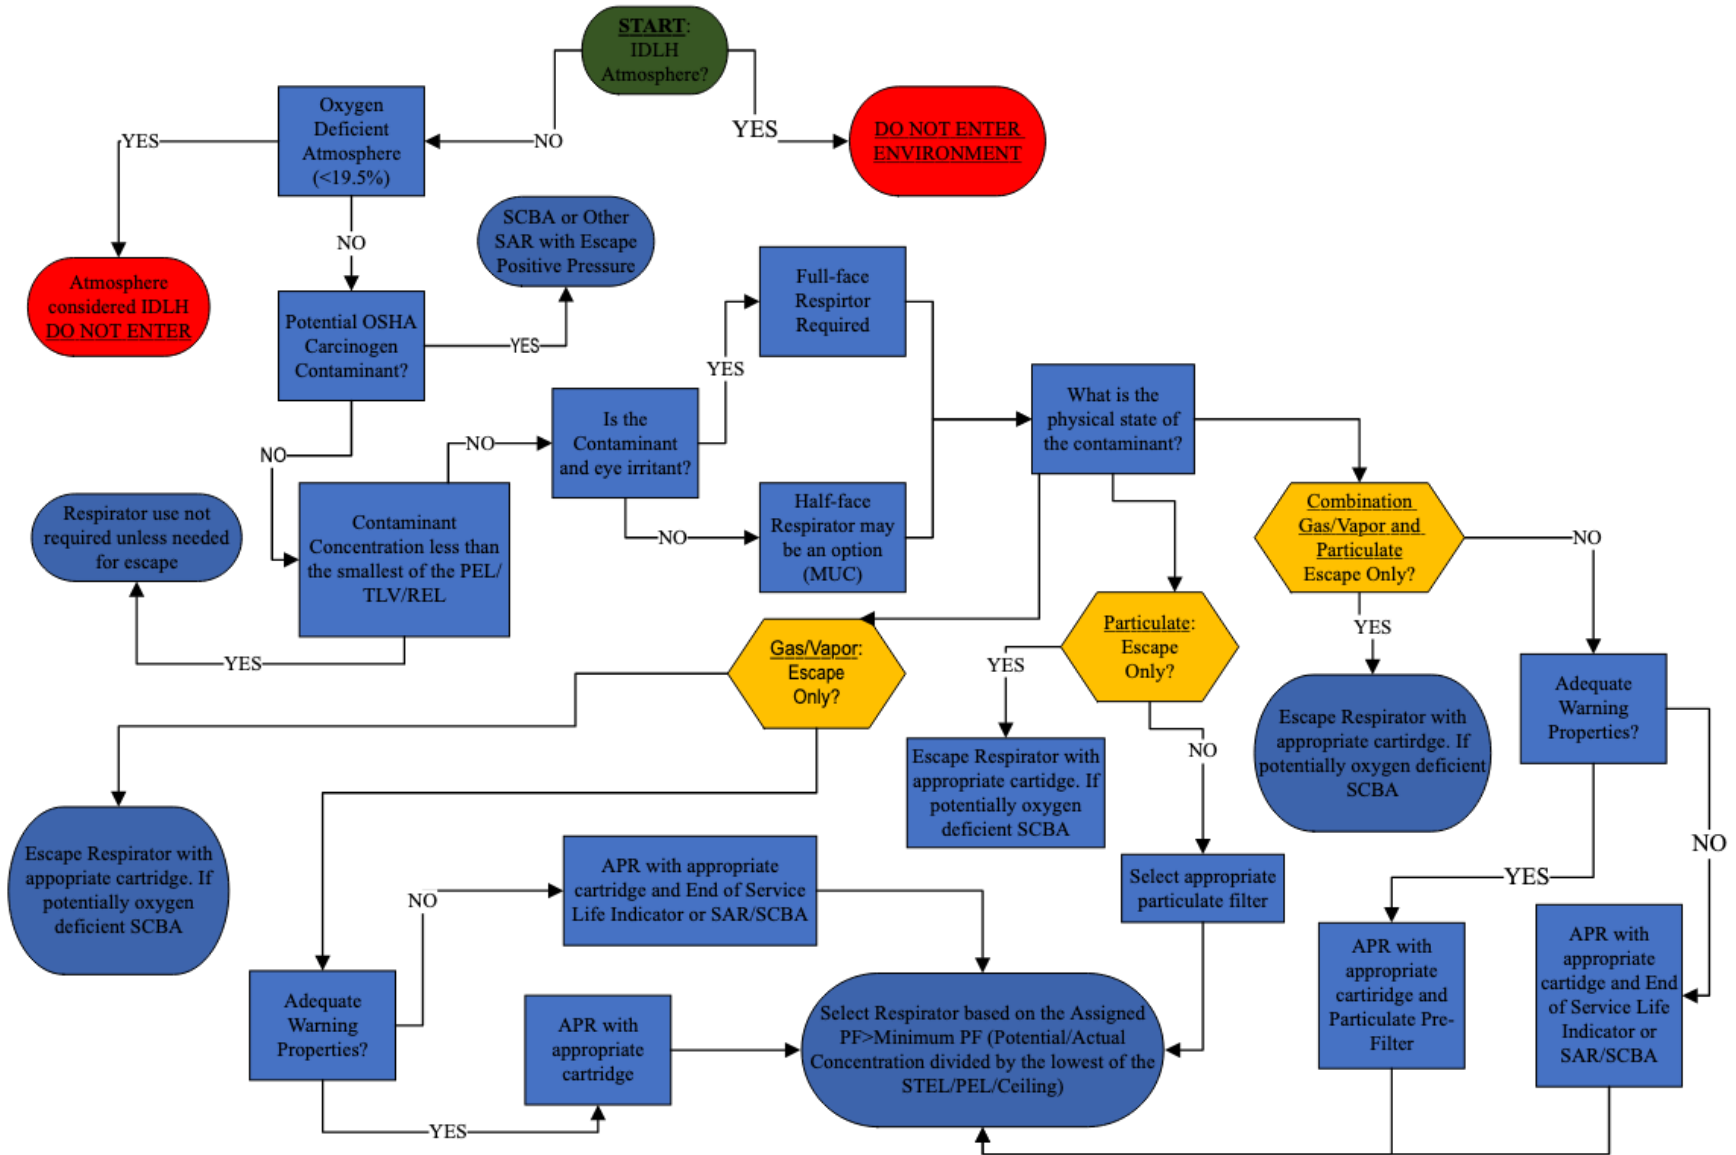 START:
IDLH
Atmosphere?
NO
YES
DO NOT ENTER
ENVIRONMENT
Oxygen
Deficient
Atmosphere
(<19.5%)
YES
NO
Atmosphere
considered IDLH
DO NOT ENTER
SCBA or Other
SAR with Escape
Positive Pressure
Potential OSHA
Carcinogen
Contaminant?
YES
NO
Contaminant
Concentration less than
the smallest of the PEL/
TLV/REL
YES
Respirator use not
required unless needed
for escape
NO
Is the
Contaminant
and eye irritant?
YES
Full-face
Respirtor
Required
NO
Half-face
Respirator may
be an option
(MUC)
What is the
physical state of
the contaminant?
Combination
Gas/Vapor and
Particulate
Escape Only?
NO
YES
Escape Respirator with
appropriate cartirdge. If
potentially oxygen deficient
SCBA
Adequate
Warning
Properties?
NO
YES
APR with
appropriate
cartiridge and
Particulate Pre-
Filter
APR with
appropriate
cartidge and End
of Service Life
Indicator or
SAR/SCBA
Particulate:
Escape
Only?
YES
Escape Respirator with
appropriate cartidge. If
potentially oxygen
deficient SCBA
NO
Select appropriate
particulate filter
Gas/Vapor:
Escape
Only?
Escape Respirator with
appopriate cartridge. If
potentially oxygen
deficient SCBA
Adequate
Warning
Properties?
NO
APR with appropriate
cartridge and End of Service
Life Indicator or SAR/SCBA
YES
APR with
appropriate
cartridge
Select Respirator based on the Assigned
PF>Minimum PF (Potential/Actual
Concentration divided by the lowest of the
STEL/PEL/Ceiling)